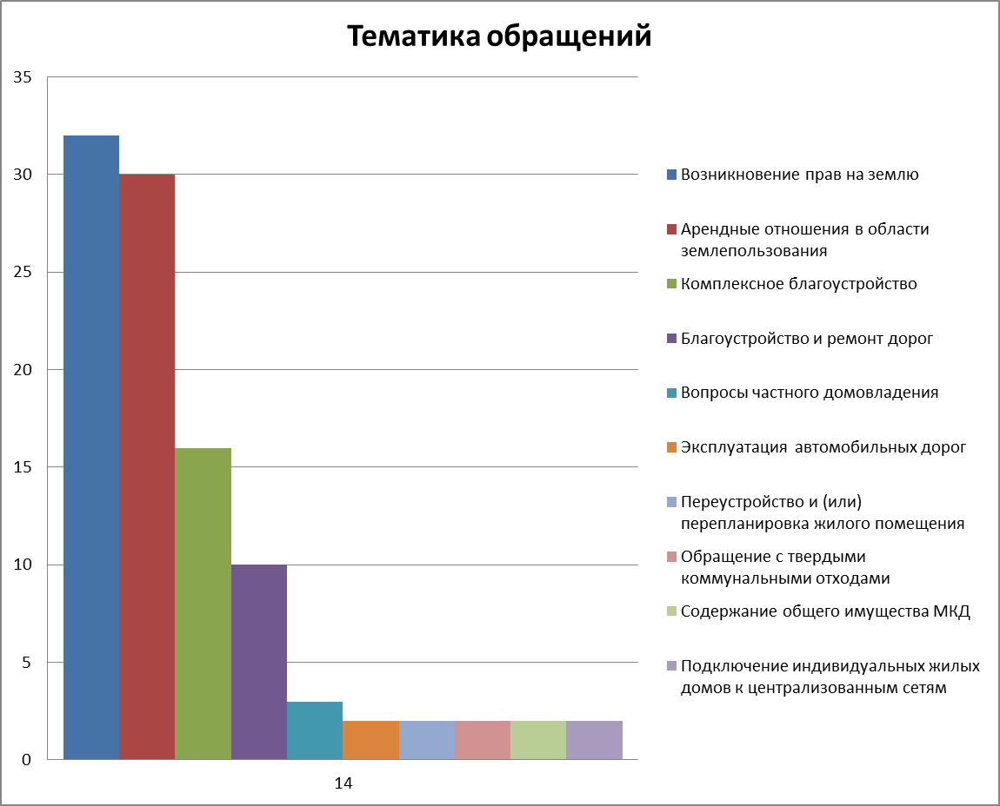 Тематика обращений
35
30
25
20
15
10
5
0
14
Возникновение прав на землю
Арендные отношения в области
землепользования
Комплексное благоустройство
Благоустройство и ремонт дорог
Вопросы частного домовладения
Эксплуатация автомобильных дорог
Переустройство и (или)
перепланировка жилого помещения
Обращение с твердыми
коммунальными отходами
Содержание общего имущества МКД
Подключение индивидуальных жилых
домов к централизованным сетям